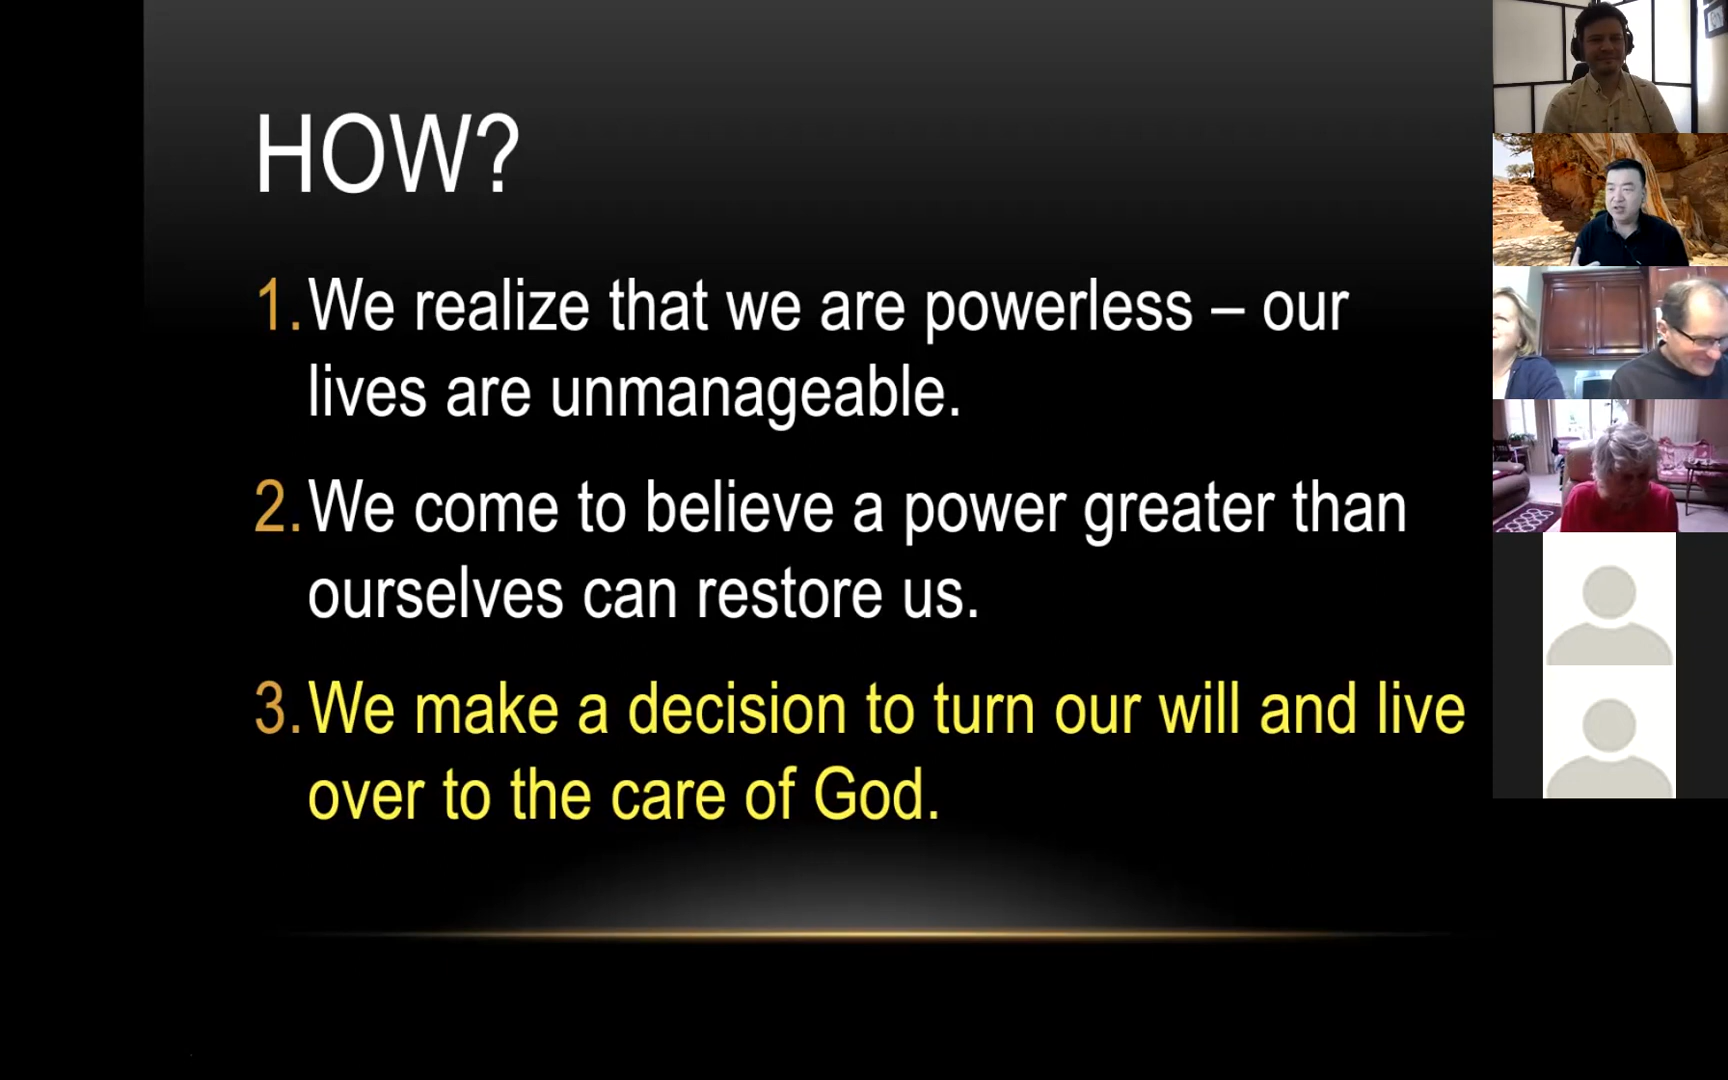 HOW?
1. We realize that we are powerless – our
lives are unmanageable.
2. We come to believe a power greater than
ourselves can restore us.
3. We make a decision to turn our will and live
over to the care of God.